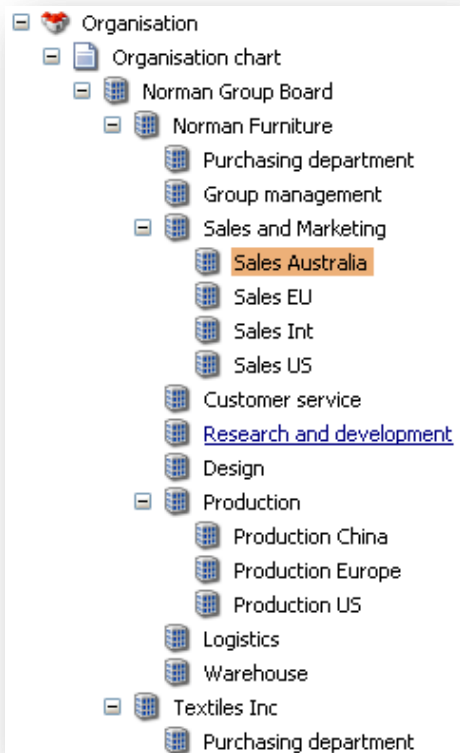 Organisation
Organisation chart
Norman Group Board
Norman Furniture
Purchasing department
Group management
Sales and Marketing
Sales Australia
Sales EU
Sales Int
Sales US
Customer service
Research and development
Design
Production
Production China
Production Europe
Production US
Logistics
Warehouse
Textiles Inc
Purchasing department